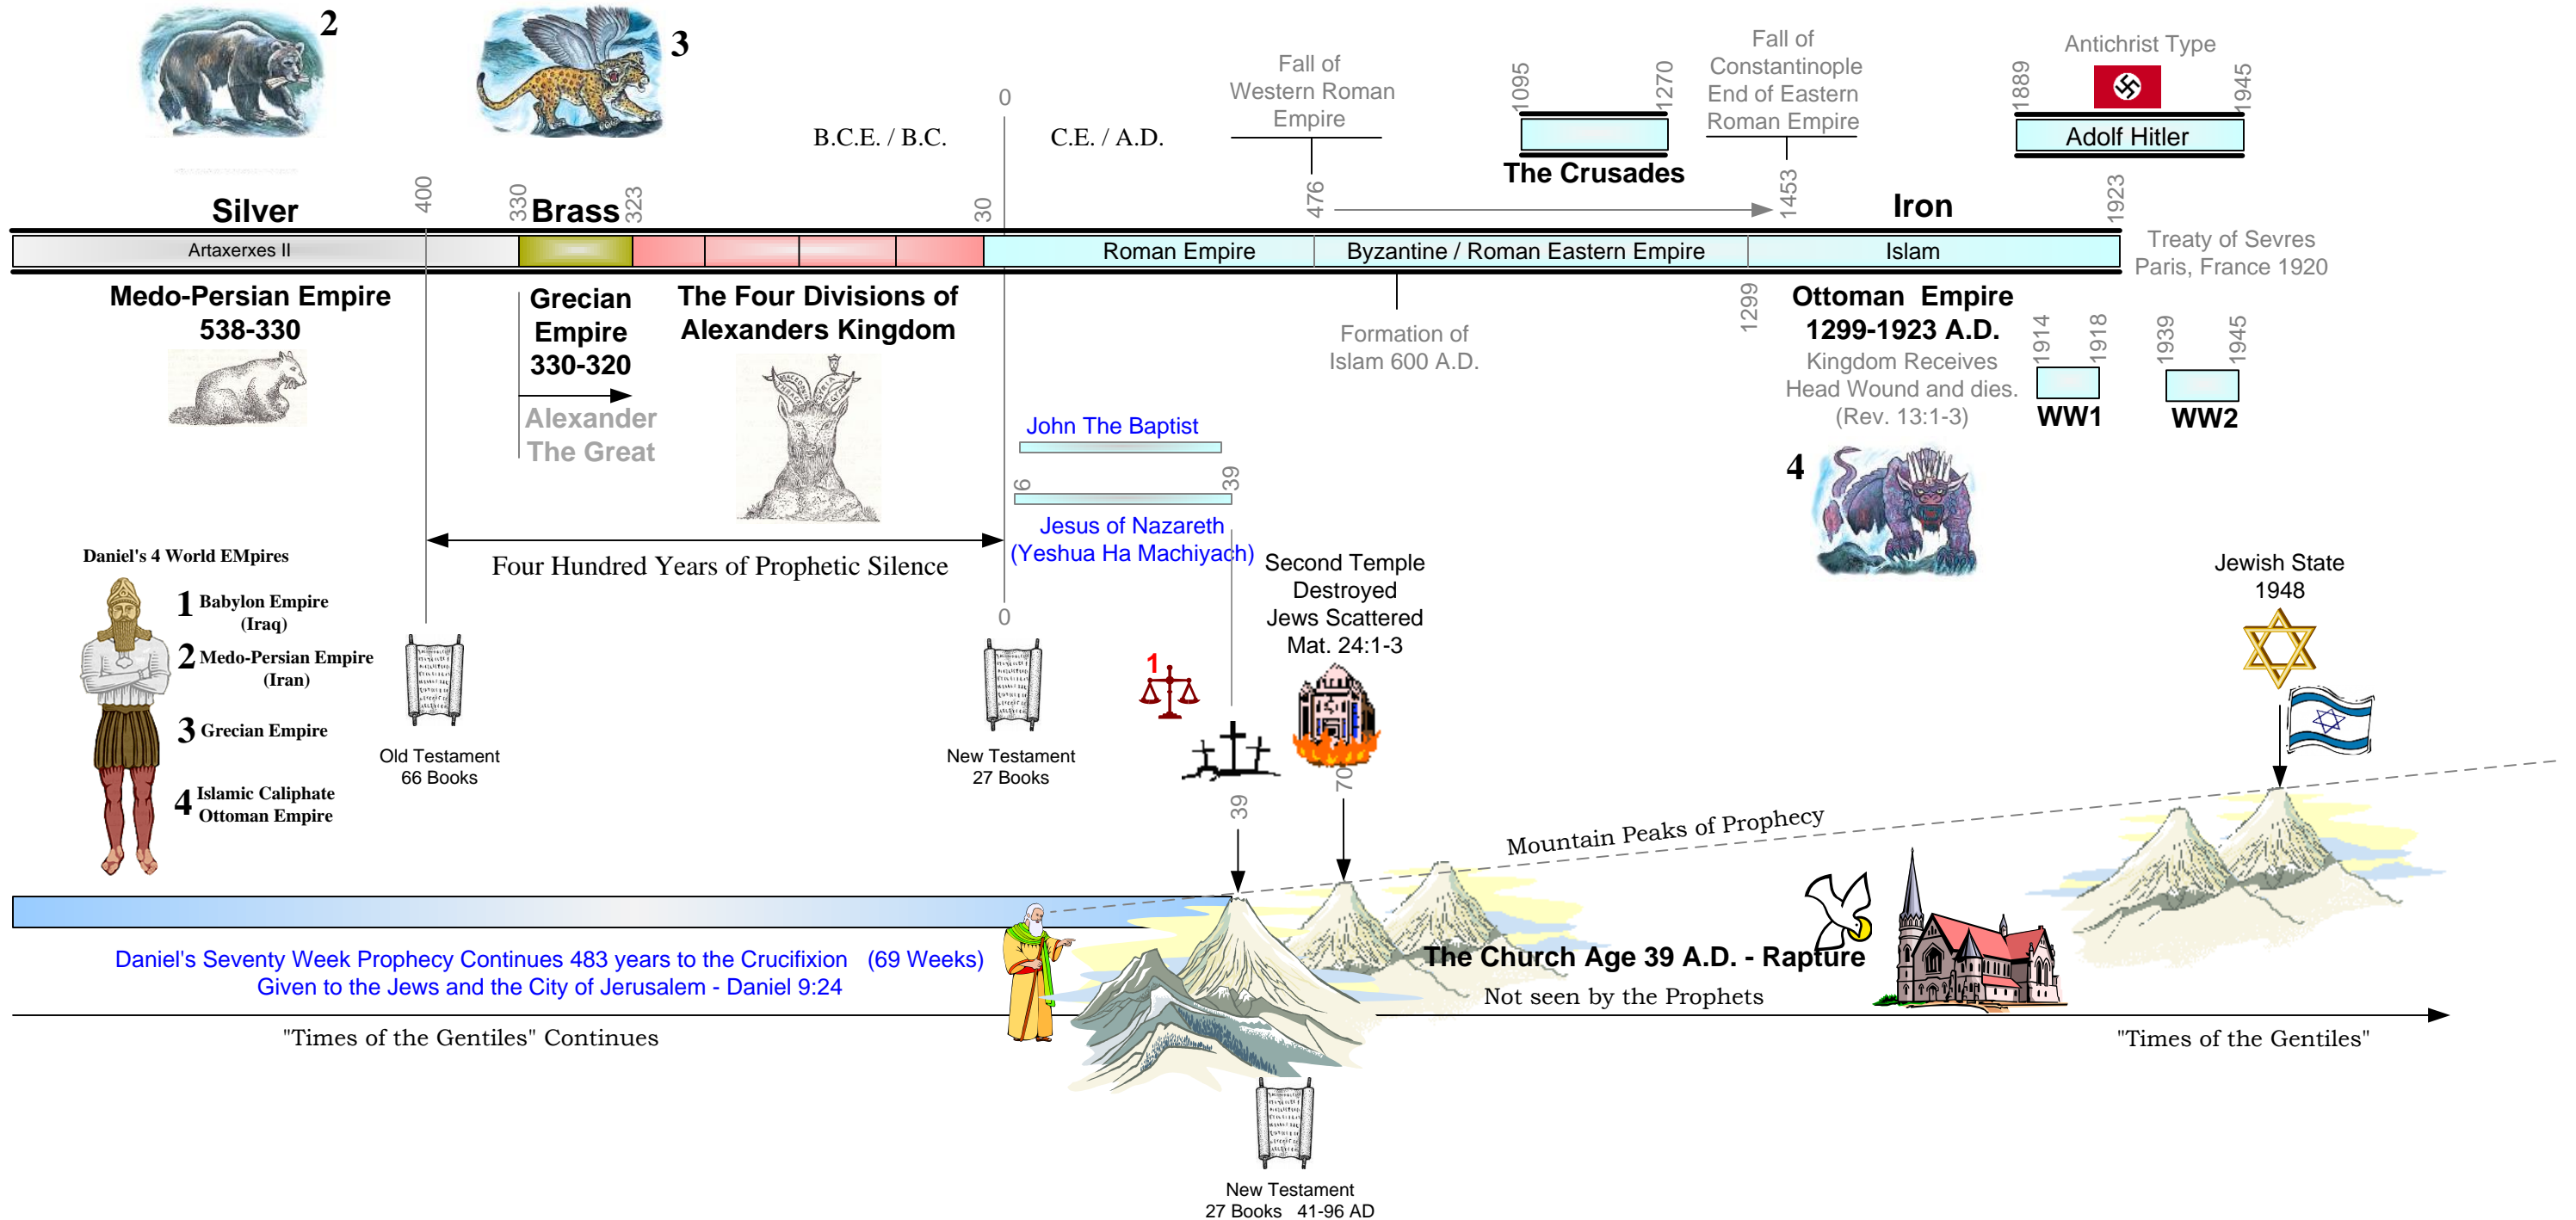 2
3
B.C.E. / B.C.
0
C.E. / A.D.
Fall of
Western Roman
Empire
1095
1270
The Crusades
Fall of
Constantinople
End of Eastern
Roman Empire
Antichrist Type
1889
1945
Adolf Hitler
Silver
400
330
Brass
323
30
476
1453
Iron
1923
Artaxerxes II
Roman Empire
Byzantine / Roman Eastern Empire
Islam
Treaty of Sevres
Paris, France 1920
Medo-Persian Empire
538-330
Grecian
Empire
330-320
Alexander
The Great
The Four Divisions of
Alexanders Kingdom
Formation of
Islam 600 A.D.
1299
Ottoman  Empire
1299-1923 A.D.
Kingdom Receives
Head Wound and dies.
(Rev. 13:1-3)
4
1914
1918
WW1
1939
1945
WW2
John The Baptist
6
39
Jesus of Nazareth
(Yeshua Ha Machiyach)
Four Hundred Years of Prophetic Silence
0
Daniel's 4 World EMpires
1 Babylon Empire
(Iraq)
2 Medo-Persian Empire
(Iran)
3 Grecian Empire
4 Islamic Caliphate
Ottoman Empire
Old Testament
66 Books
New Testament
27 Books
1
Second Temple
Destroyed
Jews Scattered
Mat. 24:1-3
39
70
Jewish State
1948
Mountain Peaks of Prophecy
Daniel's Seventy Week Prophecy Continues 483 years to the Crucifixion   (69 Weeks)
Given to the Jews and the City of Jerusalem - Daniel 9:24
The Church Age 39 A.D. - Rapture
Not seen by the Prophets
"Times of the Gentiles" Continues
"Times of the Gentiles"
New Testament
27 Books   41-96 AD